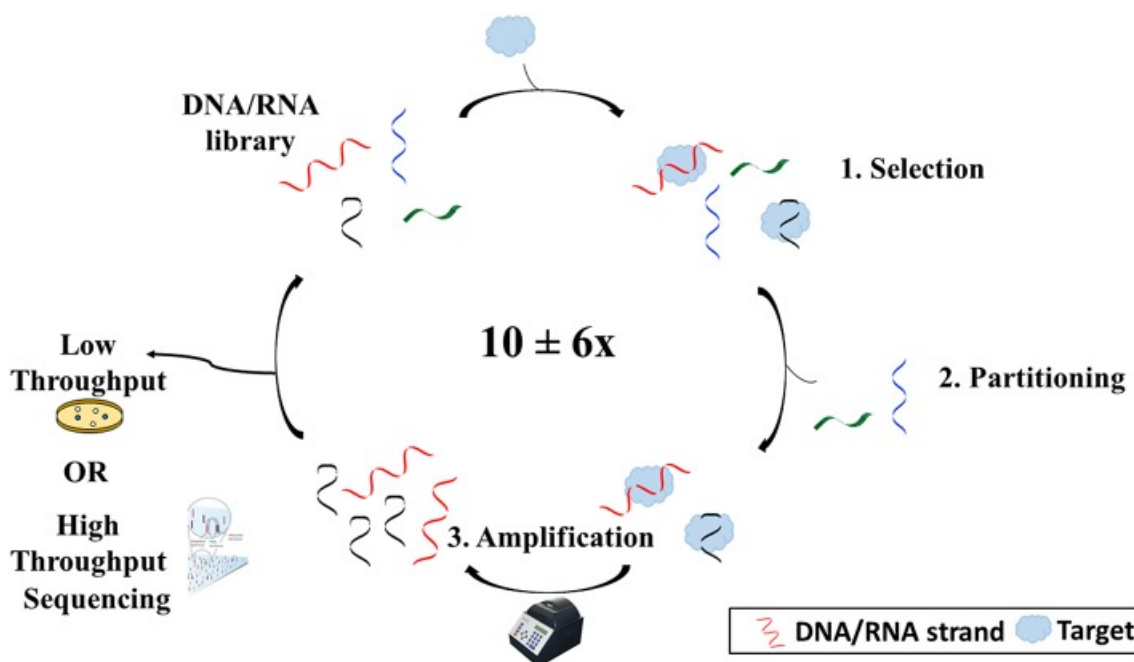 DNA/RNA
library
1. Selection
10 ± 6x
2. Partitioning
Low
Throughput
OR
High
Throughput
Sequencing
3. Amplification
DNA/RNA strand
Target